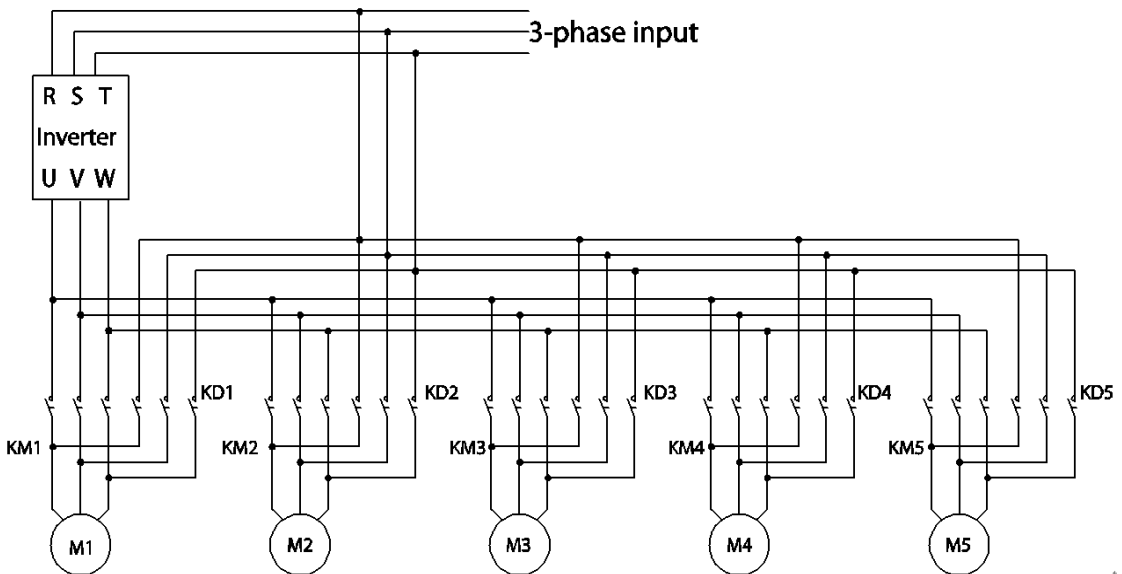 3-phase input
R S T
Inverter
U V W
KD1 KD2 KD3 KD4 KD5
KM1 KM2 KM3 KM4 KM5
M1 M2 M3 M4 M5